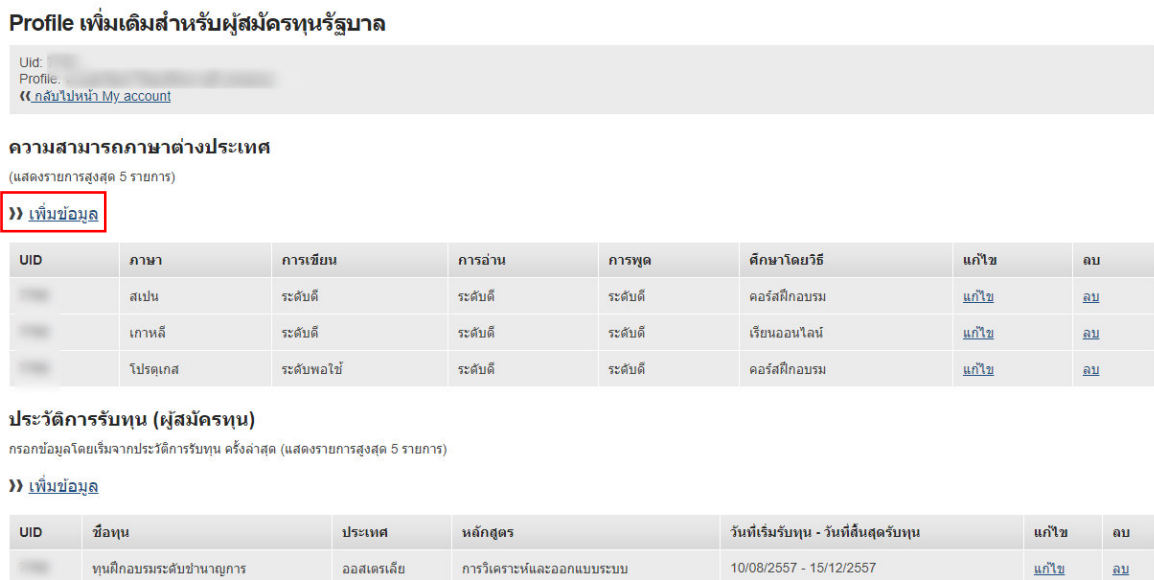 Profile เพิ่มเติมสำหรับผู้สมัครทุนรัฐบาล
Uid:
Profile:
❮❮ กลับไปหน้า My account
ความสามารถภาษาต่างประเทศ
(แสดงรายการสูงสุด 5 รายการ)
❯❯ เพิ่มข้อมูล
UID ภาษา การเขียน การอ่าน การพูด ศึกษาโดยวิธี แก้ไข ลบ
สเปน ระดับดี ระดับดี ระดับดี คอร์สฝึกอบรม แก้ไข ลบ
เกาหลี ระดับดี ระดับดี ระดับดี เรียนออนไลน์ แก้ไข ลบ
โปรตุเกส ระดับพอใช้ ระดับดี ระดับดี คอร์สฝึกอบรม แก้ไข ลบ
ประวัติการรับทุน (ผู้สมัครทุน)
กรอกข้อมูลโดยเริ่มจากประวัติการรับทุน ครั้งล่าสุด (แสดงรายการสูงสุด 5 รายการ)
❯❯ เพิ่มข้อมูล
UID ชื่อทุน ประเทศ หลักสูตร วันที่เริ่มรับทุน - วันที่สิ้นสุดรับทุน แก้ไข ลบ
ทุนฝึกอบรมระดับชำนาญการ ออสเตรเลีย การวิเคราะห์และออกแบบระบบ 10/08/2557 - 15/12/2557 แก้ไข ลบ